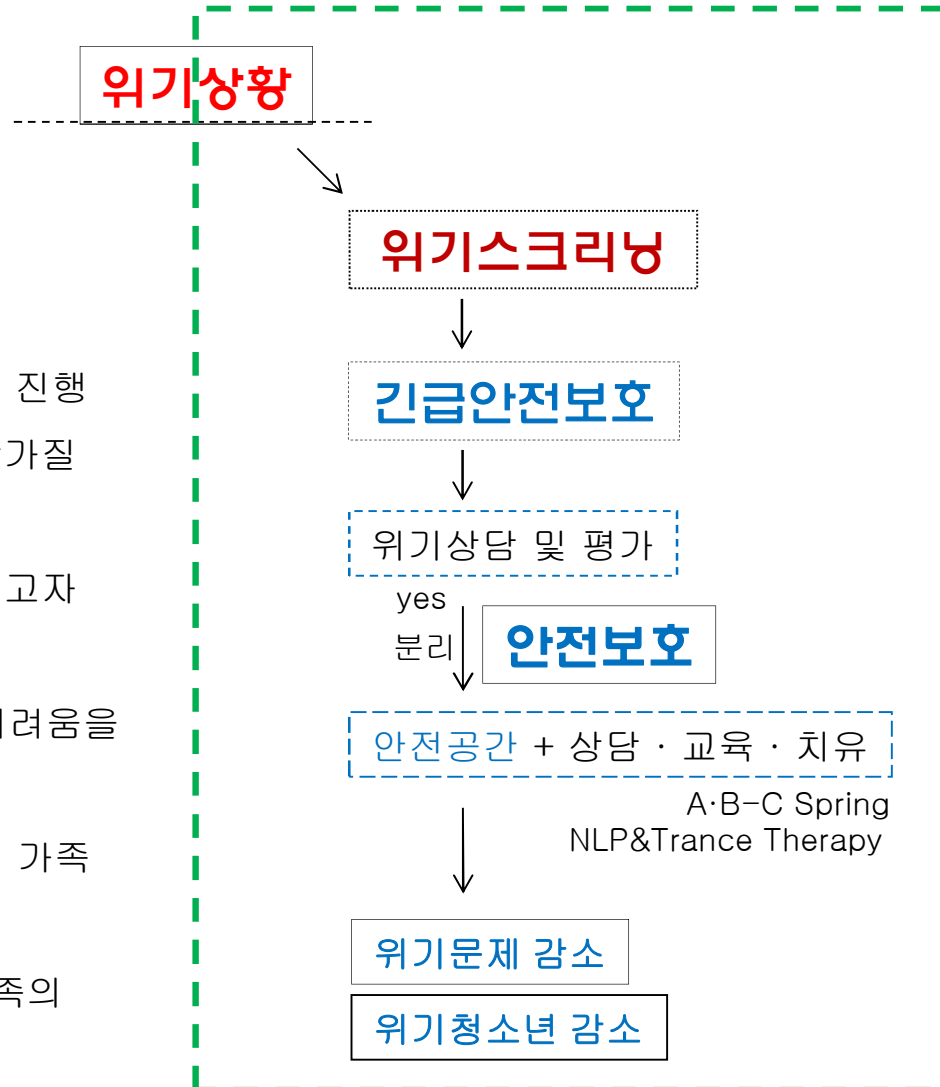 위기상황
위기스크리닝
진행
긴급안전보호
가질
위기상담 및 평가
고자
yes
분리
안전보호
려움을
안전공간 + 상담 · 교육 · 치유
A·B-C Spring
NLP&Trance Therapy
가족
위기문제 감소
족의
위기청소년 감소